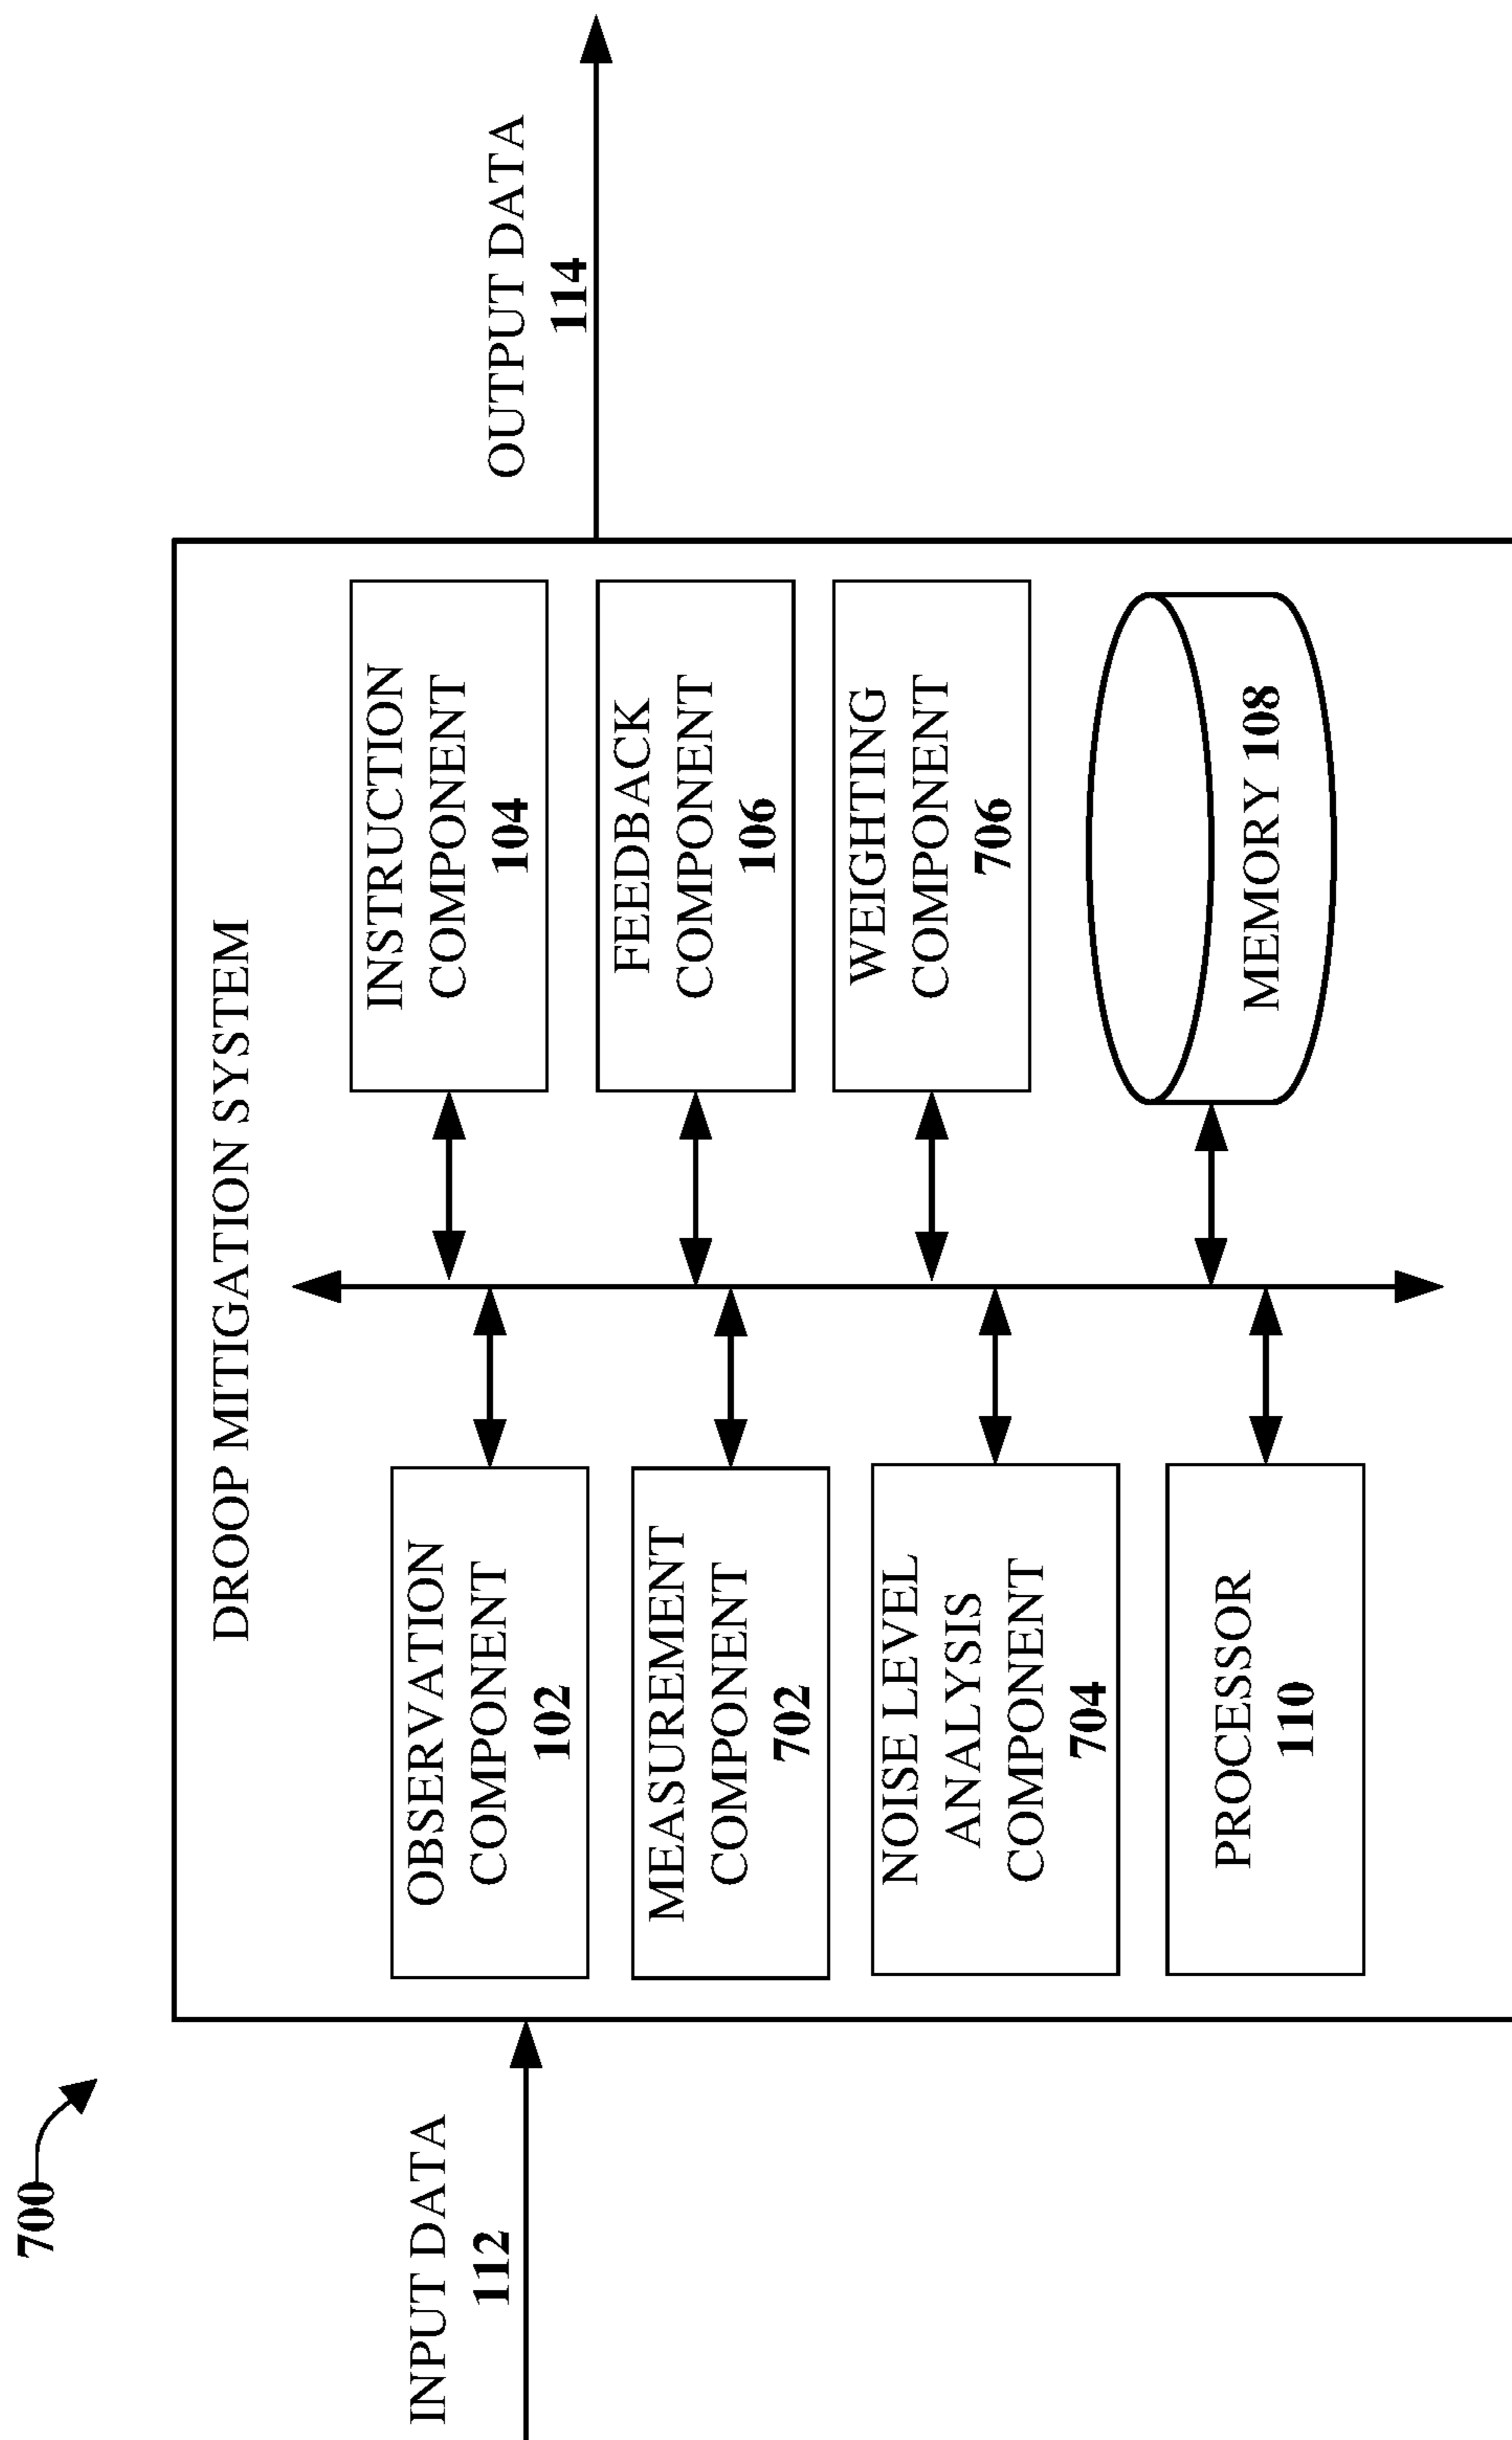 700
DROOP MITIGATION SYSTEM
INPUT DATA
112
OBSERVATION
COMPONENT
102
MEASUREMENT
COMPONENT
702
NOISE LEVEL
ANALYSIS
COMPONENT
704
PROCESSOR
110
INSTRUCTION
COMPONENT
104
FEEDBACK
COMPONENT
106
WEIGHTING
COMPONENT
706
MEMORY 108
OUTPUT DATA
114